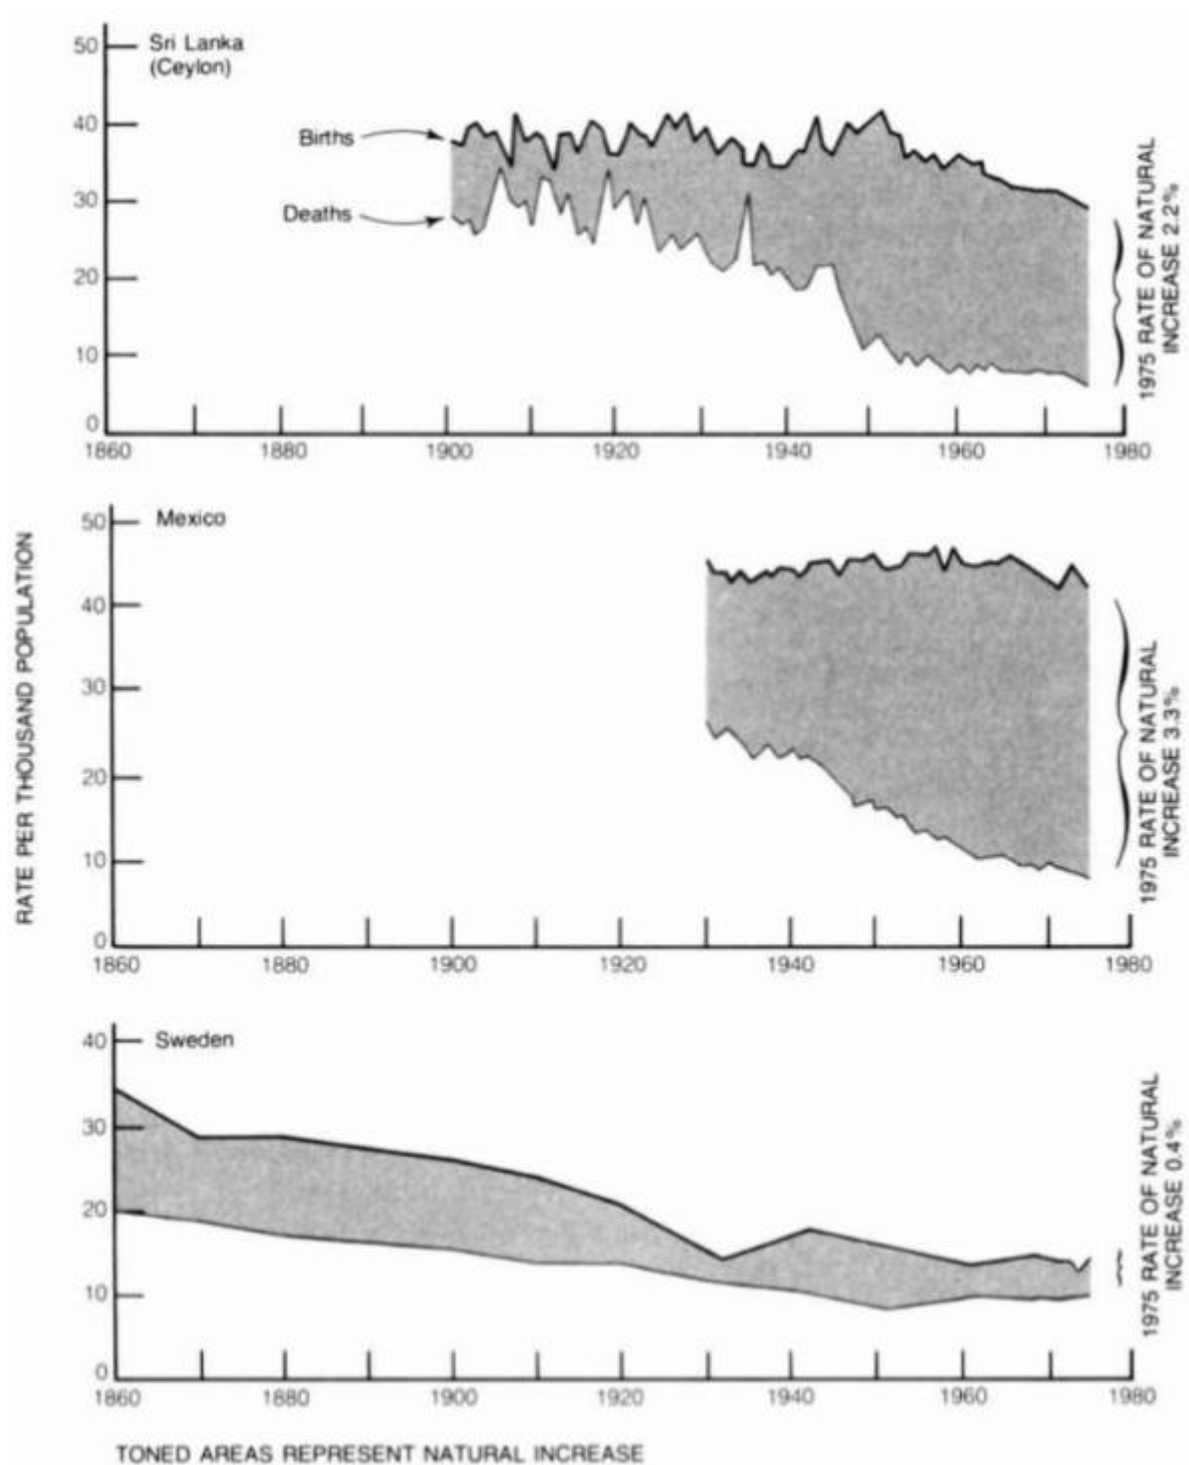 50
Sri Lanka
(Ceylon)
40
Births
30
Deaths
20
10
0
1860
1880
1900
1920
1940
1960
1980
1975 RATE OF NATURAL
INCREASE 2.2%
RATE PER THOUSAND POPULATION
50
Mexico
40
30
20
10
0
1860
1880
1900
1920
1940
1960
1980
1975 RATE OF NATURAL
INCREASE 3.3%
40
Sweden
30
20
10
0
1860
1880
1900
1920
1940
1960
1980
1975 RATE OF NATURAL
INCREASE 0.4%
TONED AREAS REPRESENT NATURAL INCREASE